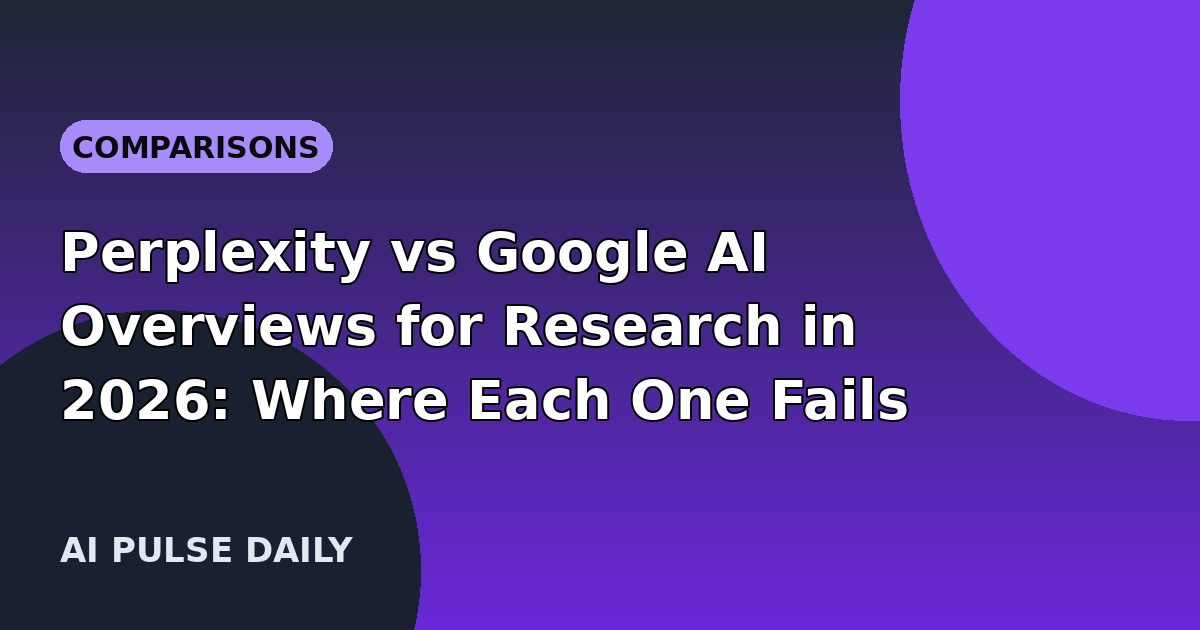 COMPARISONS
Perplexity vs Google AI
Overviews for Research in
2026: Where Each One Fails
AI PULSE DAILY